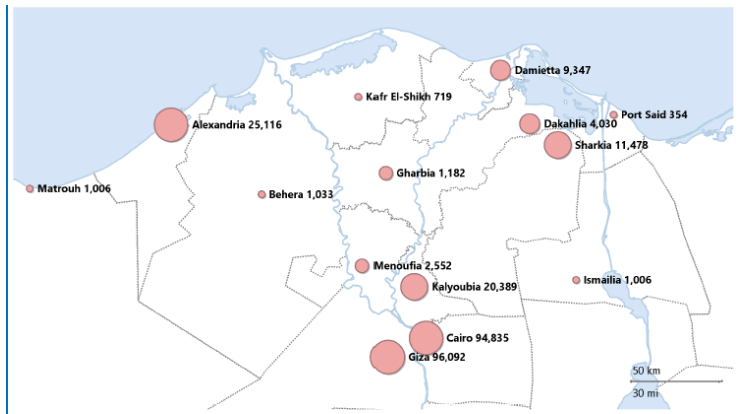 Damietta 9,347
Kafr El-Shikh 719
Port Said 354
Alexandria 25,116
Dakahlia 4,030
Sharkia 11,478
Gharbia 1,182
Matrouh 1,006
Behera 1,033
Menoufia 2,552
Ismailia 1,006
Kalyoubia 20,389
Cairo 94,835
Giza 96,092
50 km
30 mi